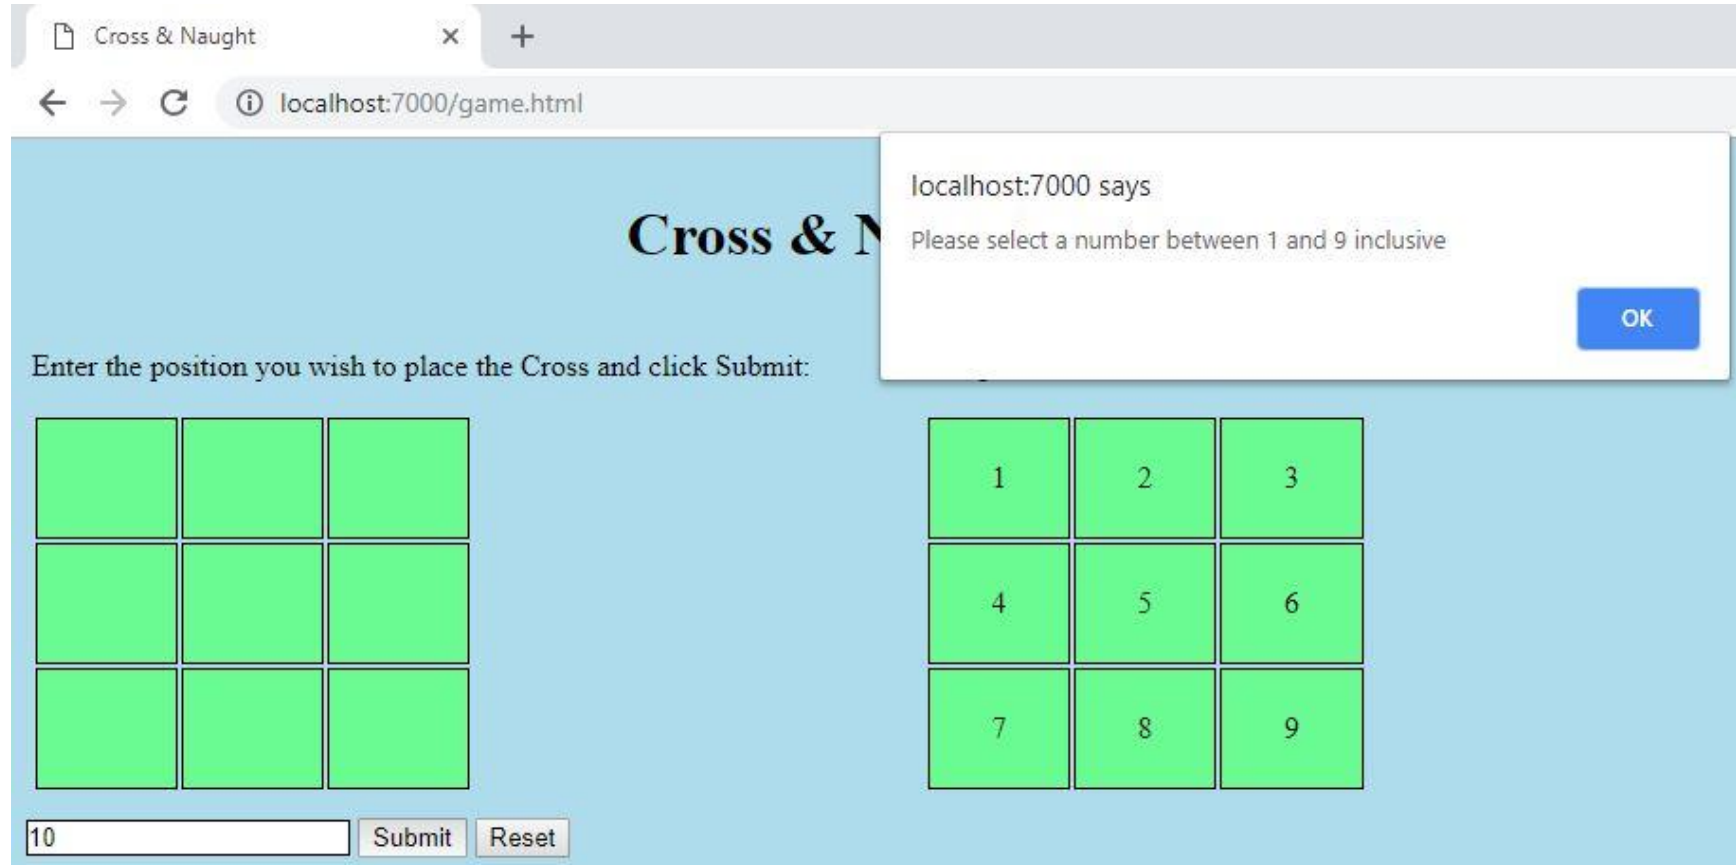 Cross & Naught
localhost:7000/game.html
localhost:7000 says
Please select a number between 1 and 9 inclusive
OK
Cross &
Enter the position you wish to place the Cross and click Submit:
1 2 3
4 5 6
7 8 9
10 Submit Reset